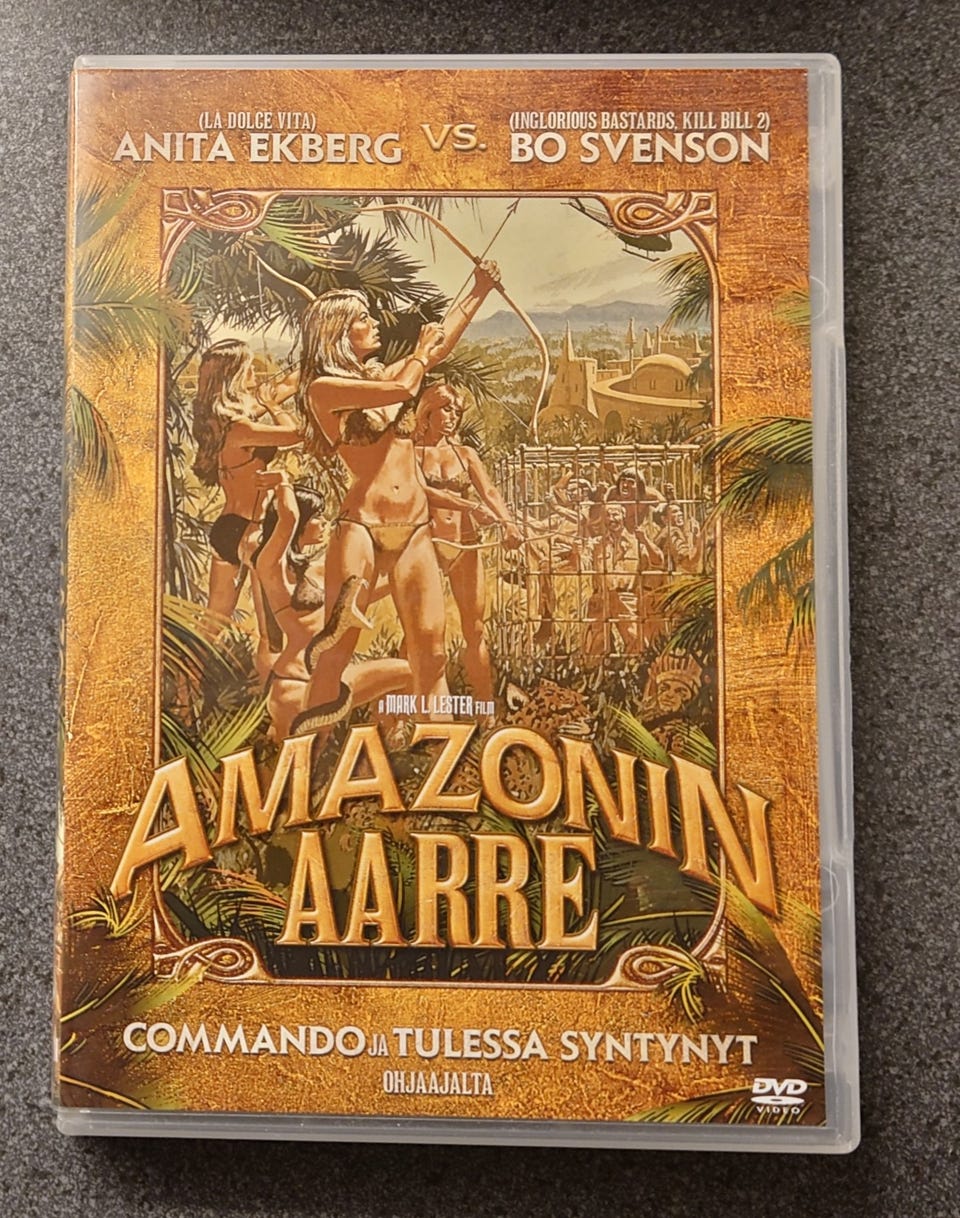 (LA DOLCE VITA)
ANITA EKBERG
VS.
(INGLORIOUS BASTARDS, KILL BILL 2)
BO SVENSON
A MARK L. LESTER FILM
AMAZONIN
AARRE
COMMANDO JA TULESSA SYNTYNYT
OHJAAJALTA
DVD
VIDEO